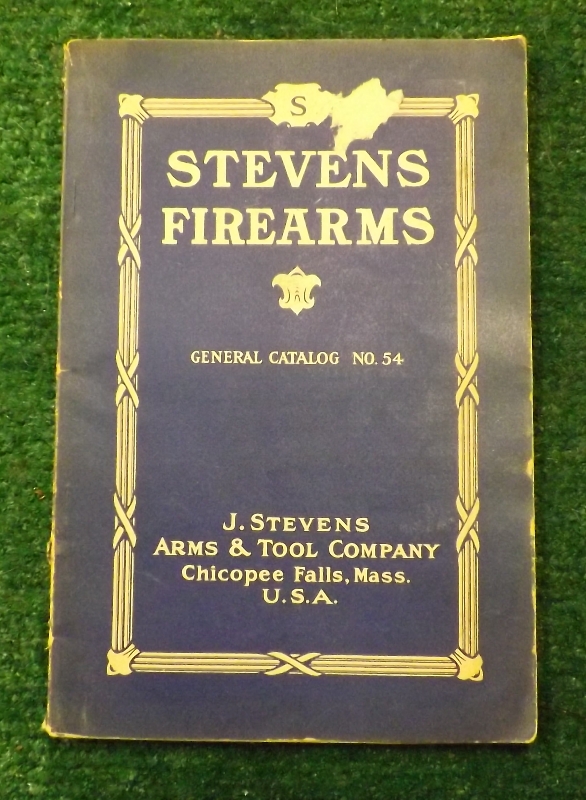 S
STEVENS
FIREARMS
GENERAL CATALOG NO. 54
J. STEVENS
ARMS & TOOL COMPANY
Chicopee Falls, Mass.
U.S.A.